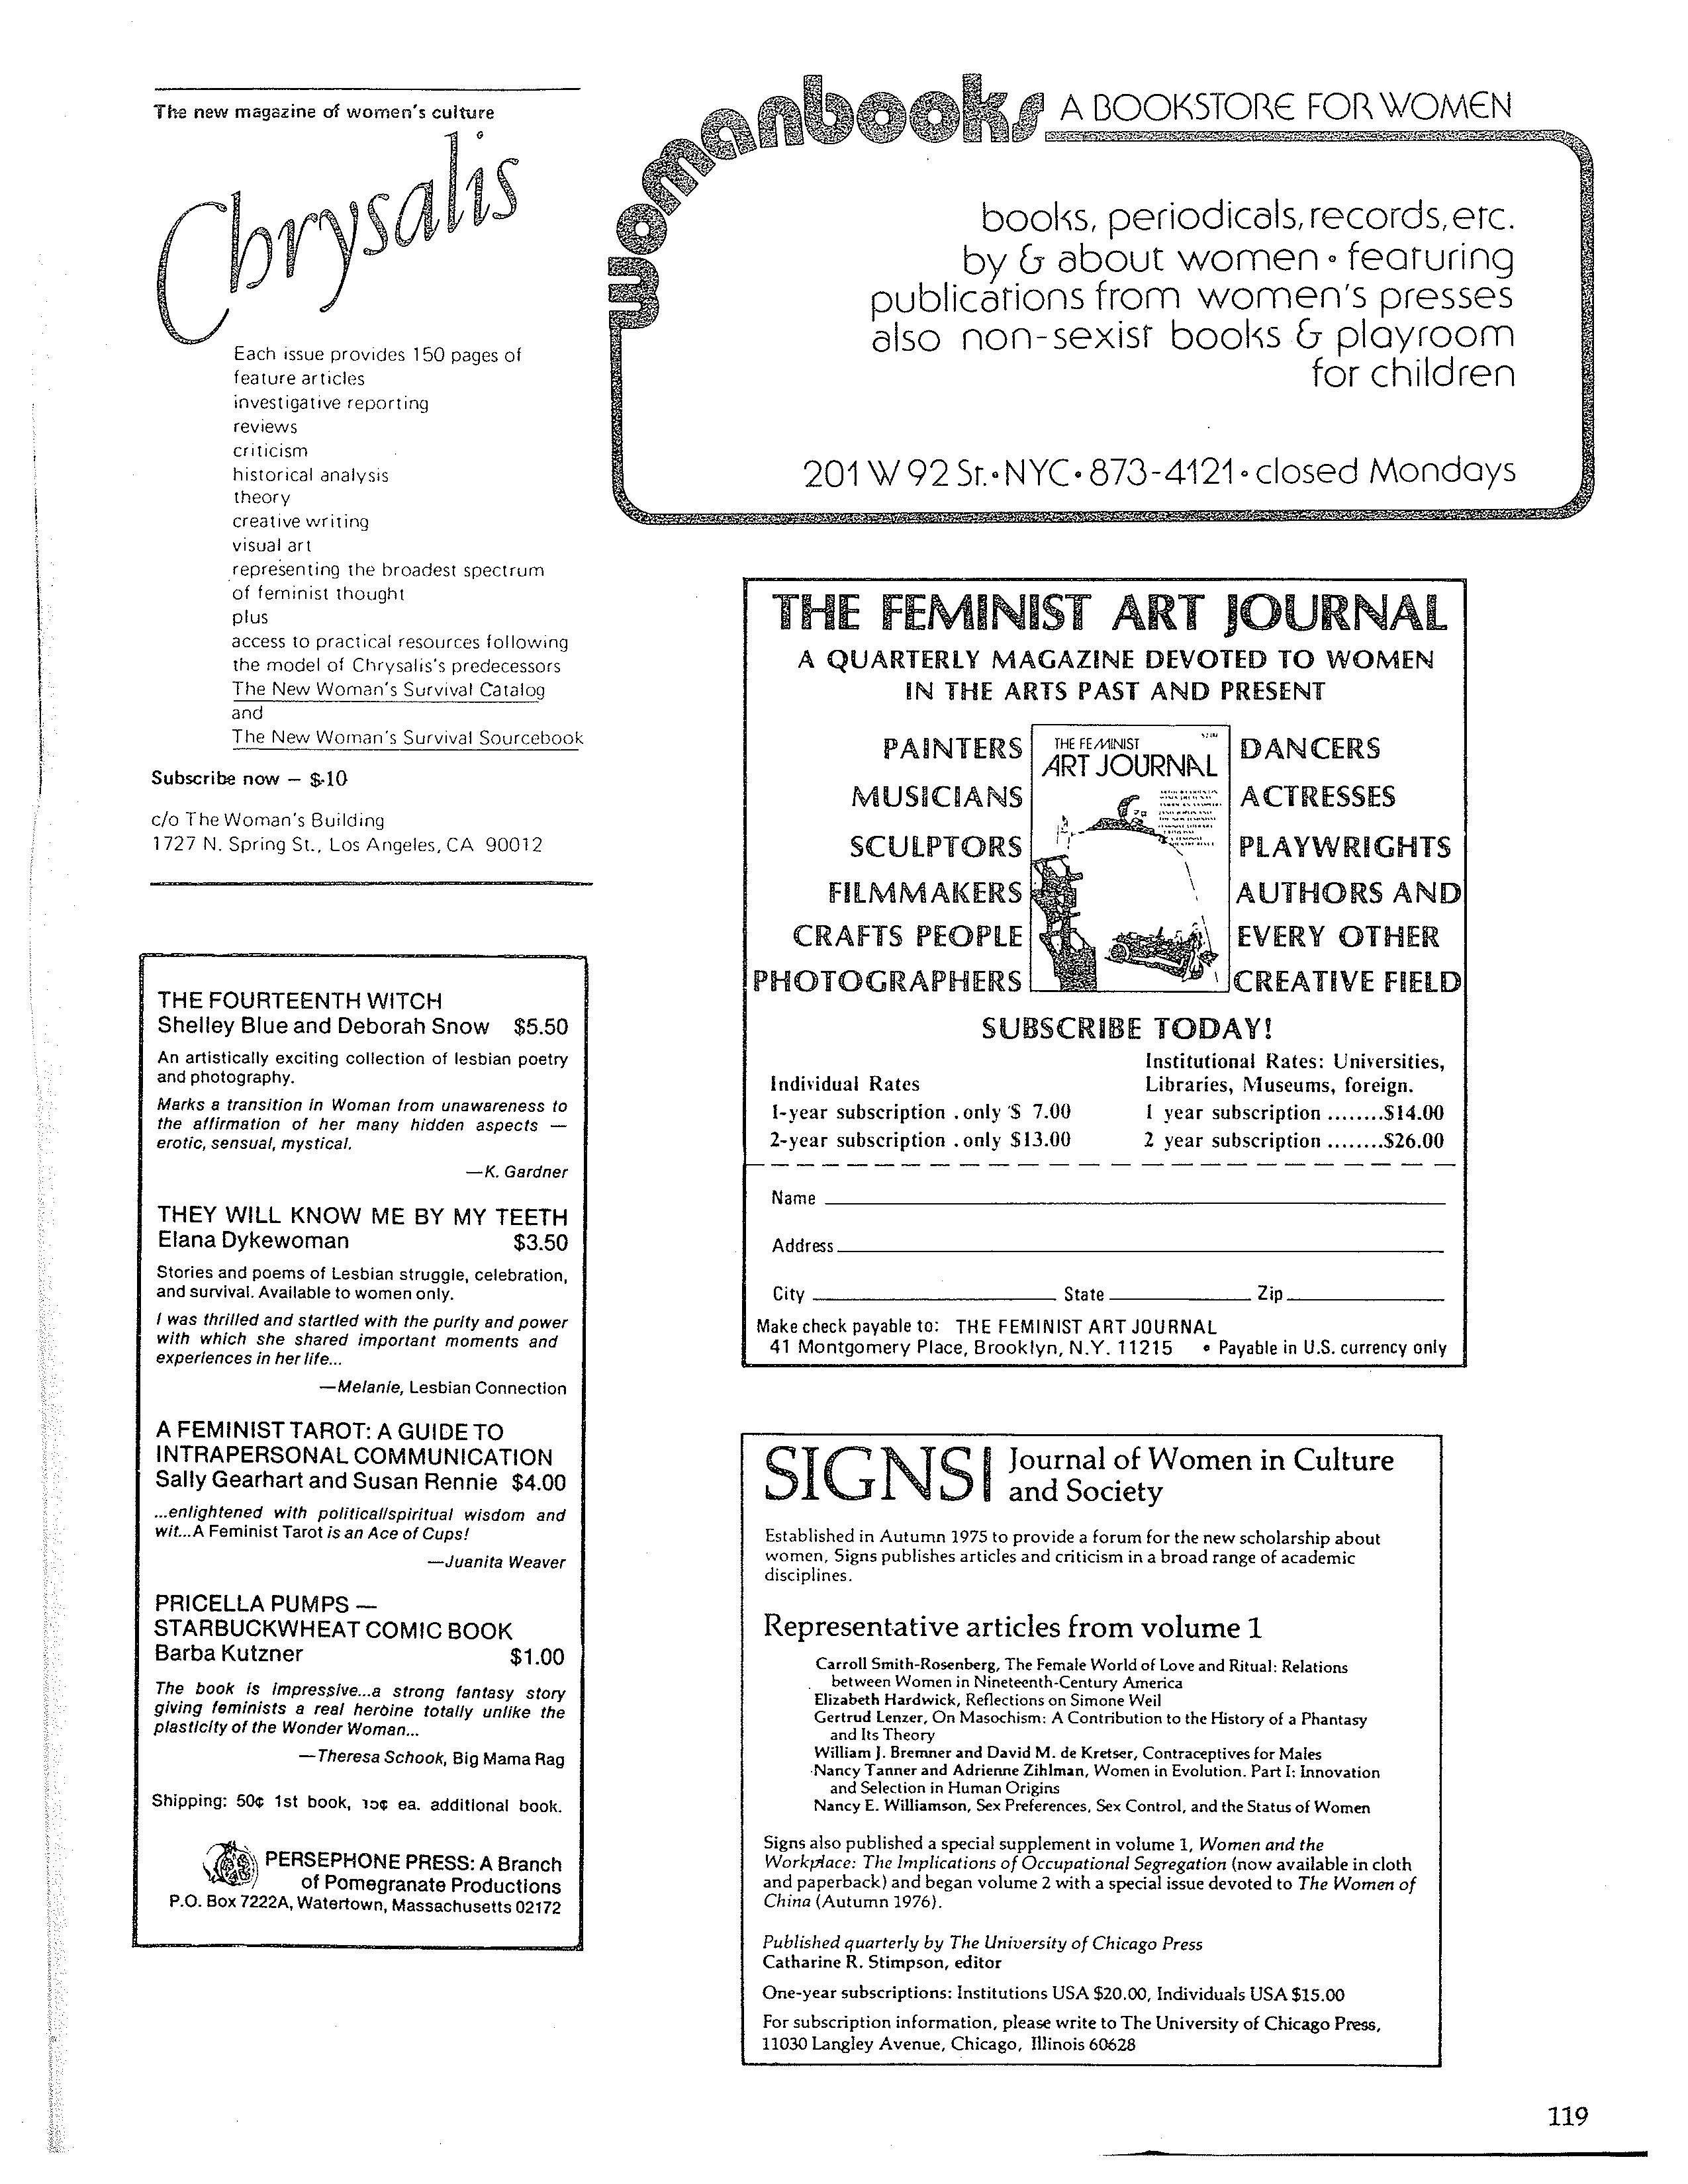 The new magazine of women's culture
Chrysalis
Each issue provides 150 pages of
feature articles
investigative reporting
reviews
criticism
historical analysis
theory
creative writing
visual art
representing the broadest spectrum
of feminist thought
plus
access to practical resources following
the model of Chrysalis's predecessors
The New Woman's Survival Catalog
and
The New Woman's Survival Sourcebook
Subscribe now – $10
c/o The Woman's Building
1727 N. Spring St., Los Angeles, CA 90012
womanbooks A BOOKSTORE FOR WOMEN
books, periodicals, records, etc.
by & about women • featuring
publications from women's presses
also non-sexist books & playroom
for children
201 W 92 St. • NYC • 873-4121 • closed Mondays
THE FOURTEENTH WITCH
Shelley Blue and Deborah Snow $5.50
An artistically exciting collection of lesbian poetry
and photography.
Marks a transition in Woman from unawareness to
the affirmation of her many hidden aspects —
erotic, sensual, mystical.
—K. Gardner
THEY WILL KNOW ME BY MY TEETH
Elana Dykewoman $3.50
Stories and poems of Lesbian struggle, celebration,
and survival. Available to women only.
I was thrilled and startled with the purity and power
with which she shared important moments and
experiences in her life...
—Melanie, Lesbian Connection
A FEMINIST TAROT: A GUIDE TO
INTRAPERSONAL COMMUNICATION
Sally Gearhart and Susan Rennie $4.00
...enlightened with political/spiritual wisdom and
wit...A Feminist Tarot is an Ace of Cups!
—Juanita Weaver
PRICELLA PUMPS —
STARBUCKWHEAT COMIC BOOK
Barba Kutzner $1.00
The book is impressive...a strong fantasy story
giving feminists a real heroine totally unlike the
plasticity of the Wonder Woman...
—Theresa Schook, Big Mama Rag
Shipping: 50¢ 1st book, 15¢ ea. additional book.
PERSEPHONE PRESS: A Branch
of Pomegranate Productions
P.O. Box 7222A, Watertown, Massachusetts 02172
THE FEMINIST ART JOURNAL
A QUARTERLY MAGAZINE DEVOTED TO WOMEN
IN THE ARTS PAST AND PRESENT
PAINTERS
MUSICIANS
SCULPTORS
FILMMAKERS
CRAFTS PEOPLE
PHOTOGRAPHERS
THE FEMINIST
ART JOURNAL
DANCERS
ACTRESSES
PLAYWRIGHTS
AUTHORS AND
EVERY OTHER
CREATIVE FIELD
SUBSCRIBE TODAY!
Individual Rates
1-year subscription . only $ 7.00
2-year subscription . only $13.00
Institutional Rates: Universities,
Libraries, Museums, foreign.
1 year subscription ........$14.00
2 year subscription ........$26.00
Name
Address
City State Zip
Make check payable to: THE FEMINIST ART JOURNAL
41 Montgomery Place, Brooklyn, N.Y. 11215 • Payable in U.S. currency only
SIGNS Journal of Women in Culture
and Society
Established in Autumn 1975 to provide a forum for the new scholarship about
women, Signs publishes articles and criticism in a broad range of academic
disciplines.
Representative articles from volume 1
Carroll Smith-Rosenberg, The Female World of Love and Ritual: Relations
between Women in Nineteenth-Century America
Elizabeth Hardwick, Reflections on Simone Weil
Gertrud Lenzer, On Masochism: A Contribution to the History of a Phantasy
and Its Theory
William J. Bremner and David M. de Kretser, Contraceptives for Males
Nancy Tanner and Adrienne Zihlman, Women in Evolution. Part I: Innovation
and Selection in Human Origins
Nancy E. Williamson, Sex Preferences, Sex Control, and the Status of Women
Signs also published a special supplement in volume 1, Women and the
Workplace: The Implications of Occupational Segregation (now available in cloth
and paperback) and began volume 2 with a special issue devoted to The Women of
China (Autumn 1976).
Published quarterly by The University of Chicago Press
Catharine R. Stimpson, editor
One-year subscriptions: Institutions USA $20.00, Individuals USA $15.00
For subscription information, please write to The University of Chicago Press,
11030 Langley Avenue, Chicago, Illinois 60628
119